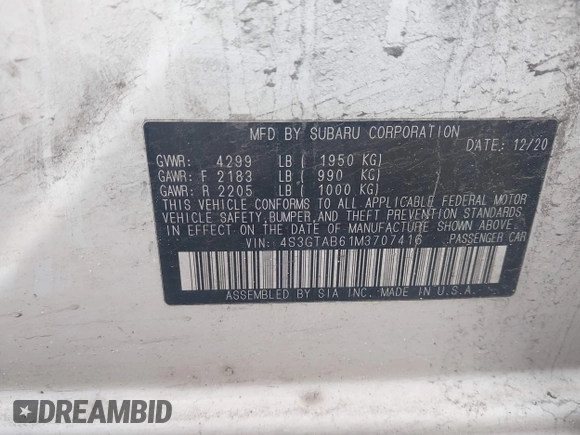 MFD BY SUBARU CORPORATION
DATE: 12/20
GVWR: 4299 LB ( 1950 KG)
GAWR: F 2183 LB ( 990 KG)
GAWR: R 2205 LB ( 1000 KG)
THIS VEHICLE CONFORMS TO ALL APPLICABLE FEDERAL MOTOR
VEHICLE SAFETY, BUMPER, AND THEFT PREVENTION STANDARDS
IN EFFECT ON THE DATE OF MANUFACTURE SHOWN ABOVE.
VIN: 4S3GTAB61M3707416 PASSENGER CAR
ASSEMBLED BY SIA INC. MADE IN U.S.A.
DREAMBID